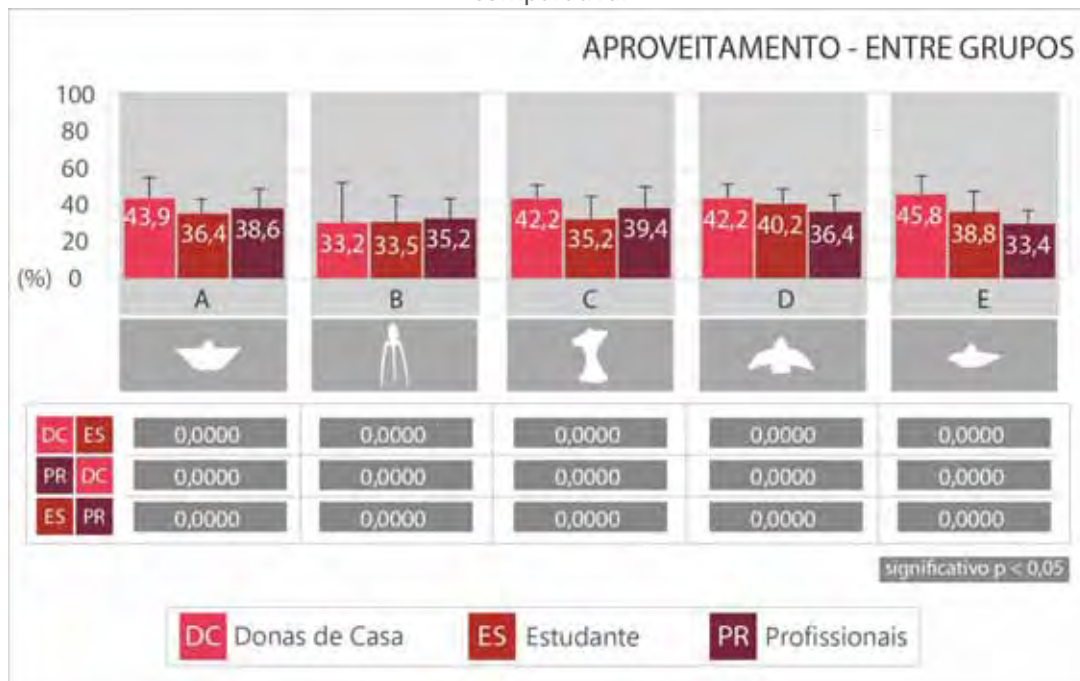 APROVEITAMENTO - ENTRE GRUPOS
100
80
60
40
20
(%) 0
43,9 36,4 38,6
33,2 33,5 35,2
42,2 35,2 39,4
42,2 40,2 36,4
45,8 38,8 33,4
A B C D E
DC ES 0,0000 0,0000 0,0000 0,0000 0,0000
PR DC 0,0000 0,0000 0,0000 0,0000 0,0000
ES PR 0,0000 0,0000 0,0000 0,0000 0,0000
significativo p < 0,05
DC Donas de Casa ES Estudante PR Profissionais